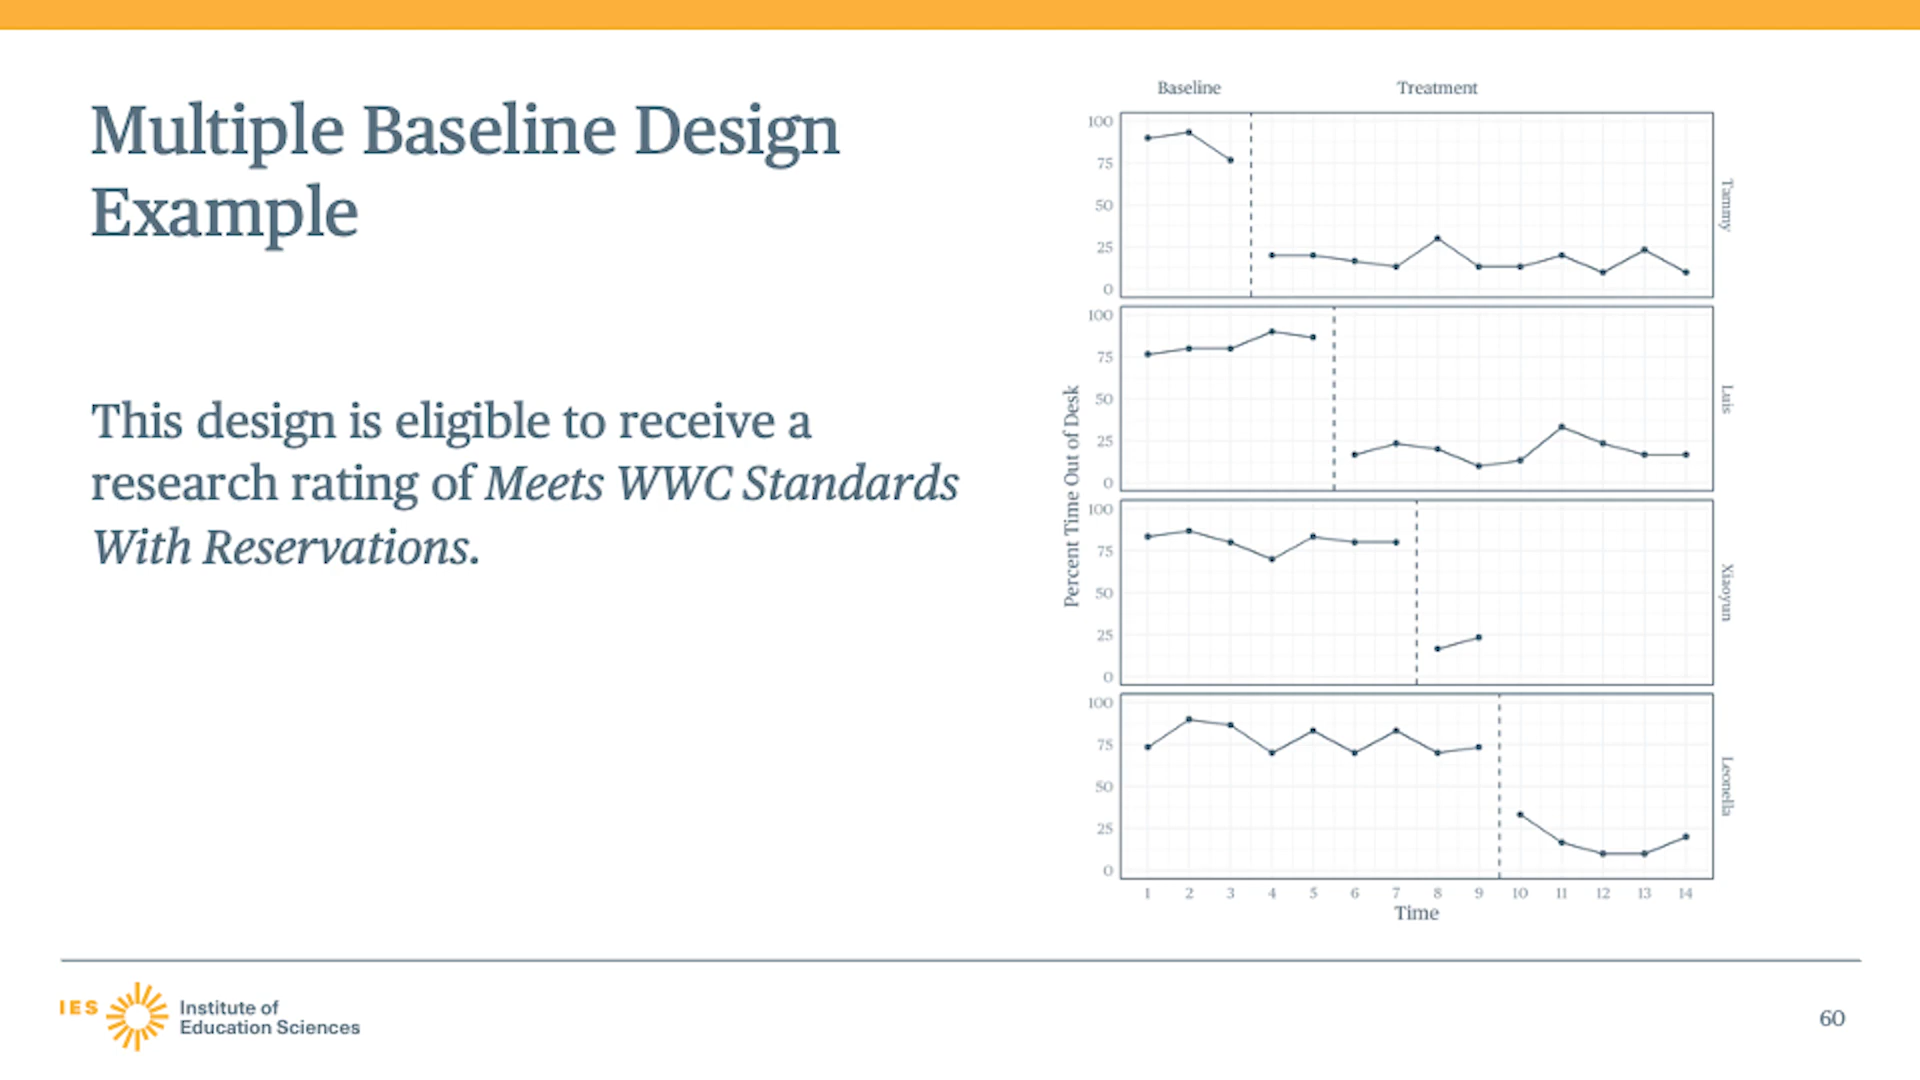 Multiple Baseline Design
Example
This design is eligible to receive a
research rating of Meets WWC Standards
With Reservations.
Baseline Treatment
Percent Time Out of Desk
100
75
50
25
0
Tammy
100
75
50
25
0
Luis
100
75
50
25
0
Xiaoyun
100
75
50
25
0
Leonella
1 2 3 4 5 6 7 8 9 10 11 12 13 14
Time
IES
Institute of
Education Sciences
60